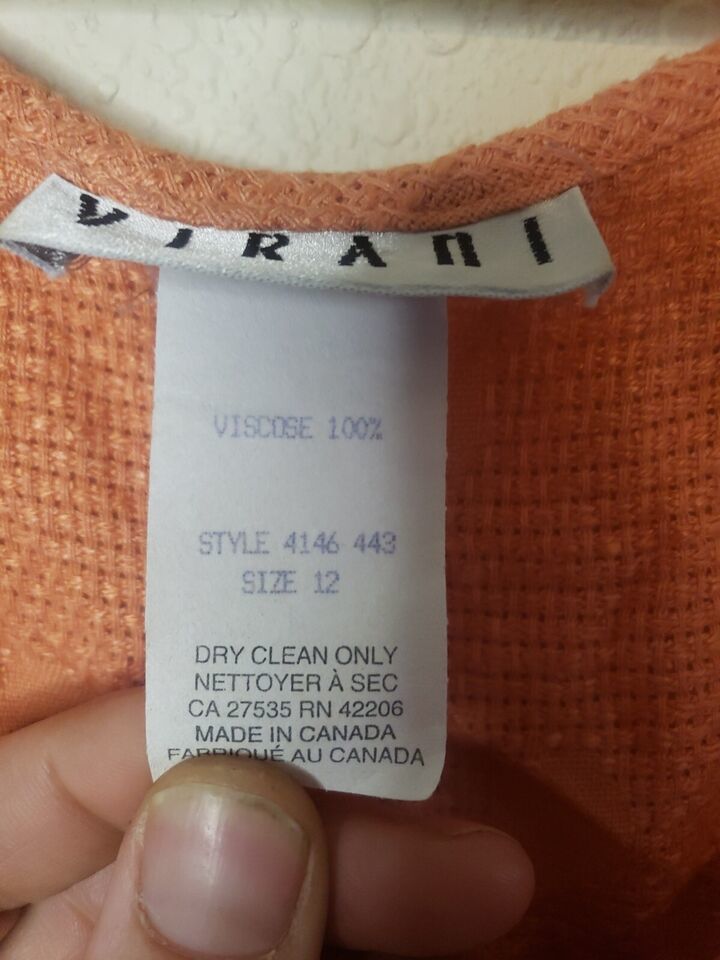 VIRANI
VISCOSE 100%
STYLE 4146 443
SIZE 12
DRY CLEAN ONLY
NETTOYER À SEC
CA 27535 RN 42206
MADE IN CANADA
FABRIQUÉ AU CANADA